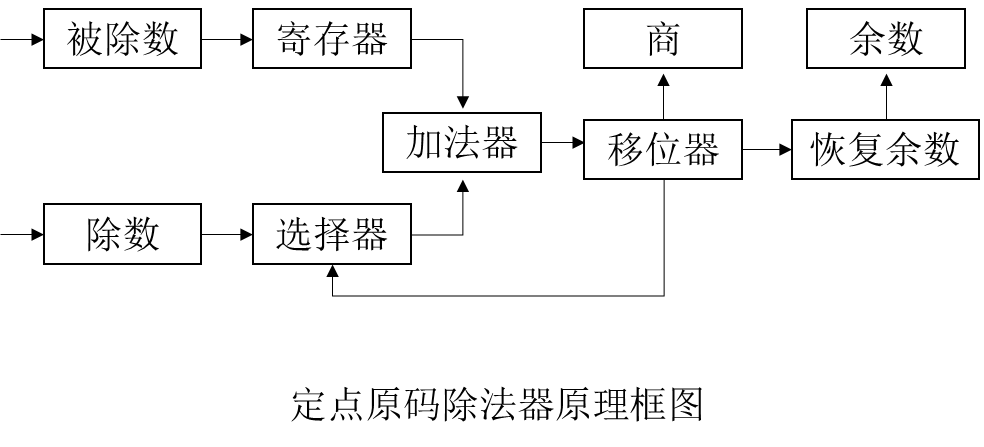 被除数
寄存器
商
余数
加法器
移位器
恢复余数
除数
选择器
定点原码除法器原理框图